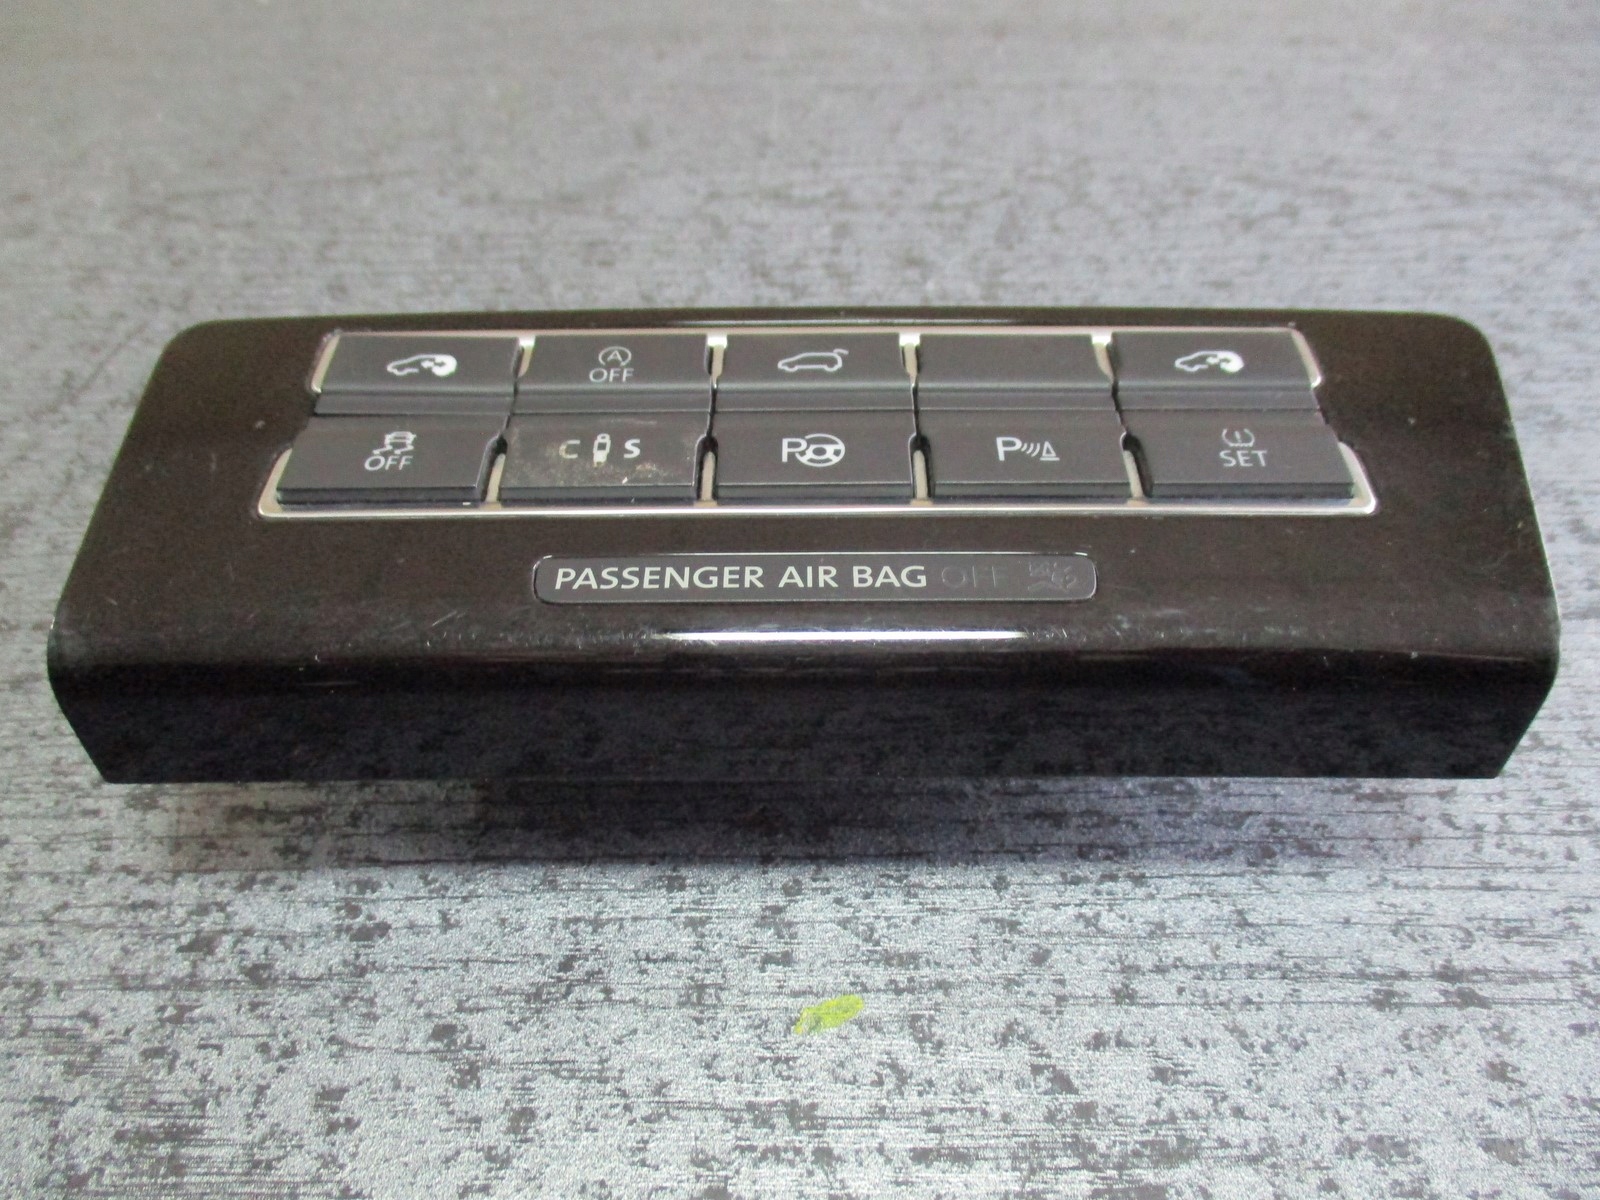 A
OFF
OFF
C S
P
P
SET
PASSENGER AIR BAG OFF